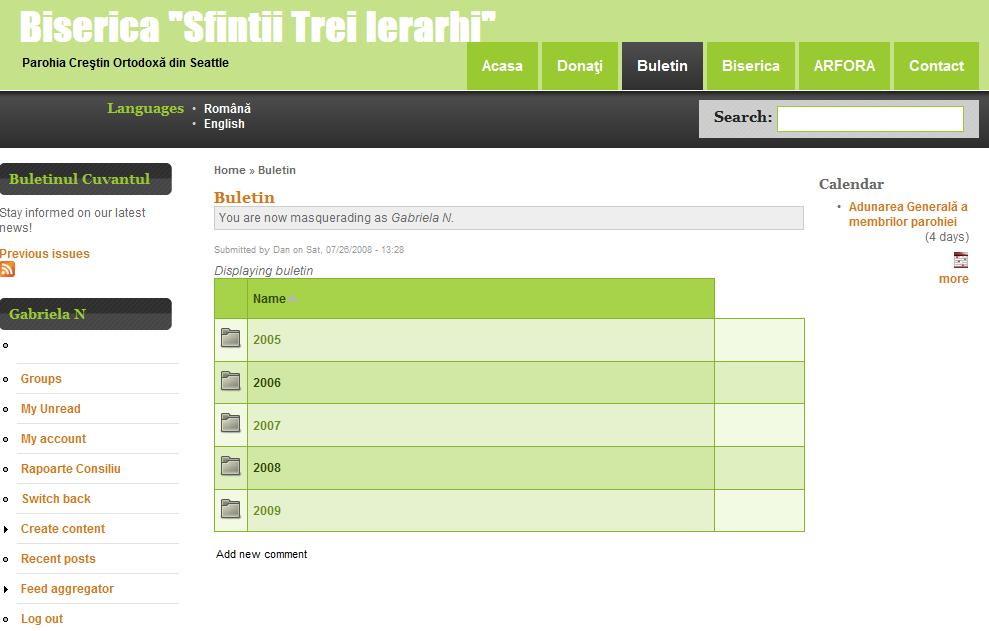 Biserica "Sfintii Trei Ierarhi"
Parohia Creştin Ortodoxă din Seattle
Acasa Donaţi Buletin Biserica ARFORA Contact
Languages
• Română
• English
Search:
Buletinul Cuvantul
Stay informed on our latest
news!
Previous issues
Gabriela N
Groups
My Unread
My account
Rapoarte Consiliu
Switch back
Create content
Recent posts
Feed aggregator
Log out
Home » Buletin
Buletin
You are now masquerading as Gabriela N.
Submitted by Dan on Sat, 07/26/2008 - 13:28
Displaying buletin
Name
2005
2006
2007
2008
2009
Add new comment
Calendar
• Adunarea Generală a
membrilor parohiei
(4 days)
more